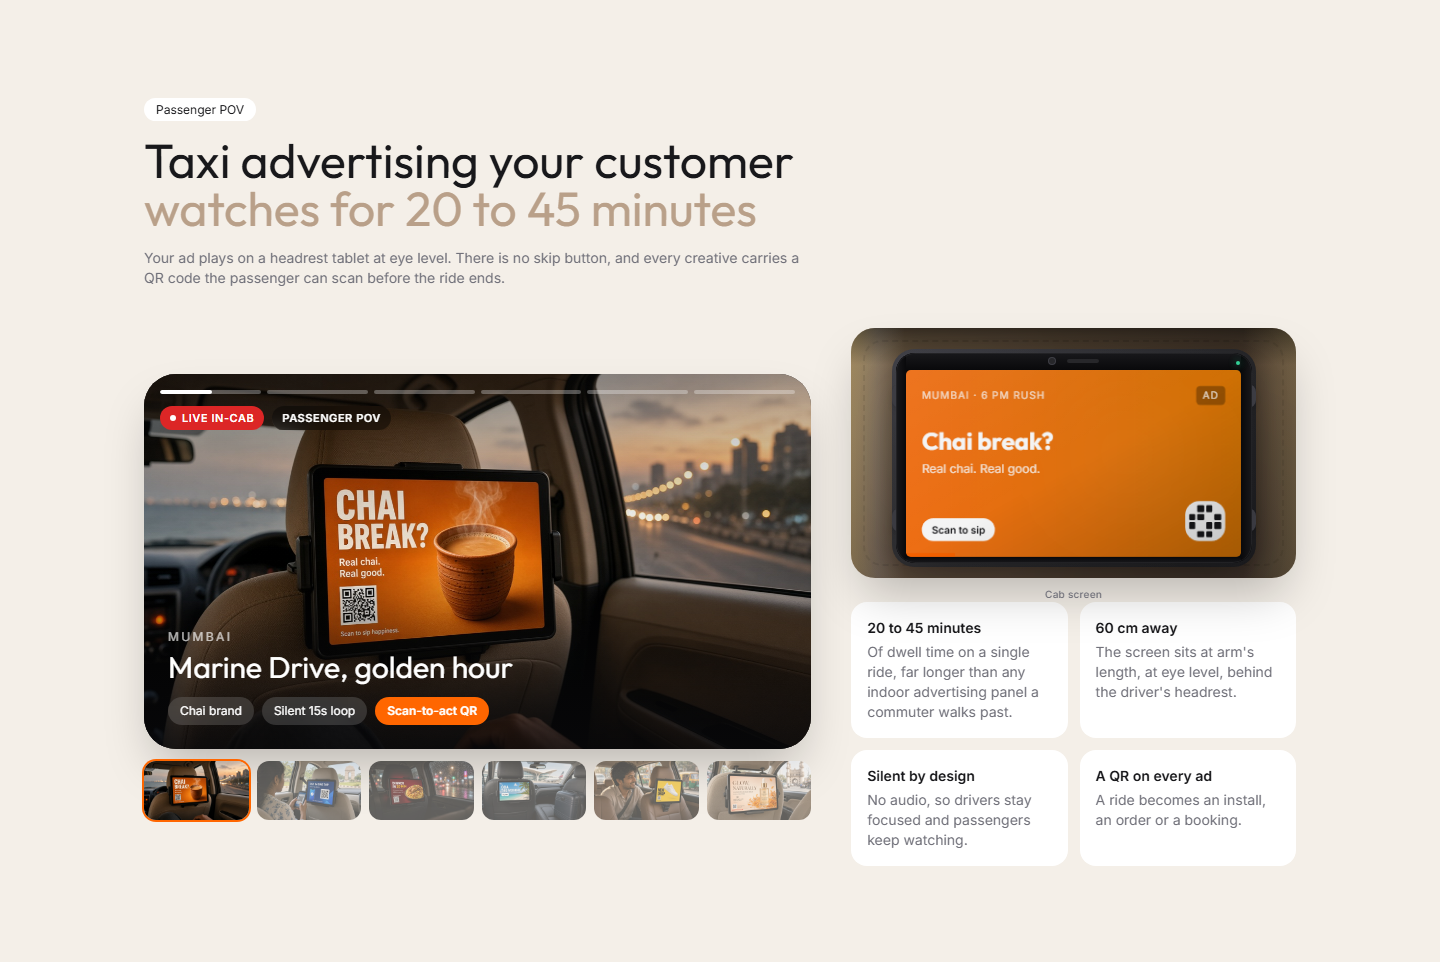 Passenger POV
Taxi advertising your customer
watches for 20 to 45 minutes
Your ad plays on a headrest tablet at eye level. There is no skip button, and every creative carries a
QR code the passenger can scan before the ride ends.
LIVE IN-CAB
PASSENGER POV
CHAI
BREAK?
Real chai.
Real good.
Scan to sip happiness.
MUMBAI
Marine Drive, golden hour
Chai brand
Silent 15s loop
Scan-to-act QR
CHAI
BREAK?
MUMBAI · 6 PM RUSH
AD
Chai break?
Real chai. Real good.
Scan to sip
Cab screen
20 to 45 minutes
Of dwell time on a single
ride, far longer than any
indoor advertising panel a
commuter walks past.
60 cm away
The screen sits at arm's
length, at eye level, behind
the driver's headrest.
Silent by design
No audio, so drivers stay
focused and passengers
keep watching.
A QR on every ad
A ride becomes an install,
an order or a booking.